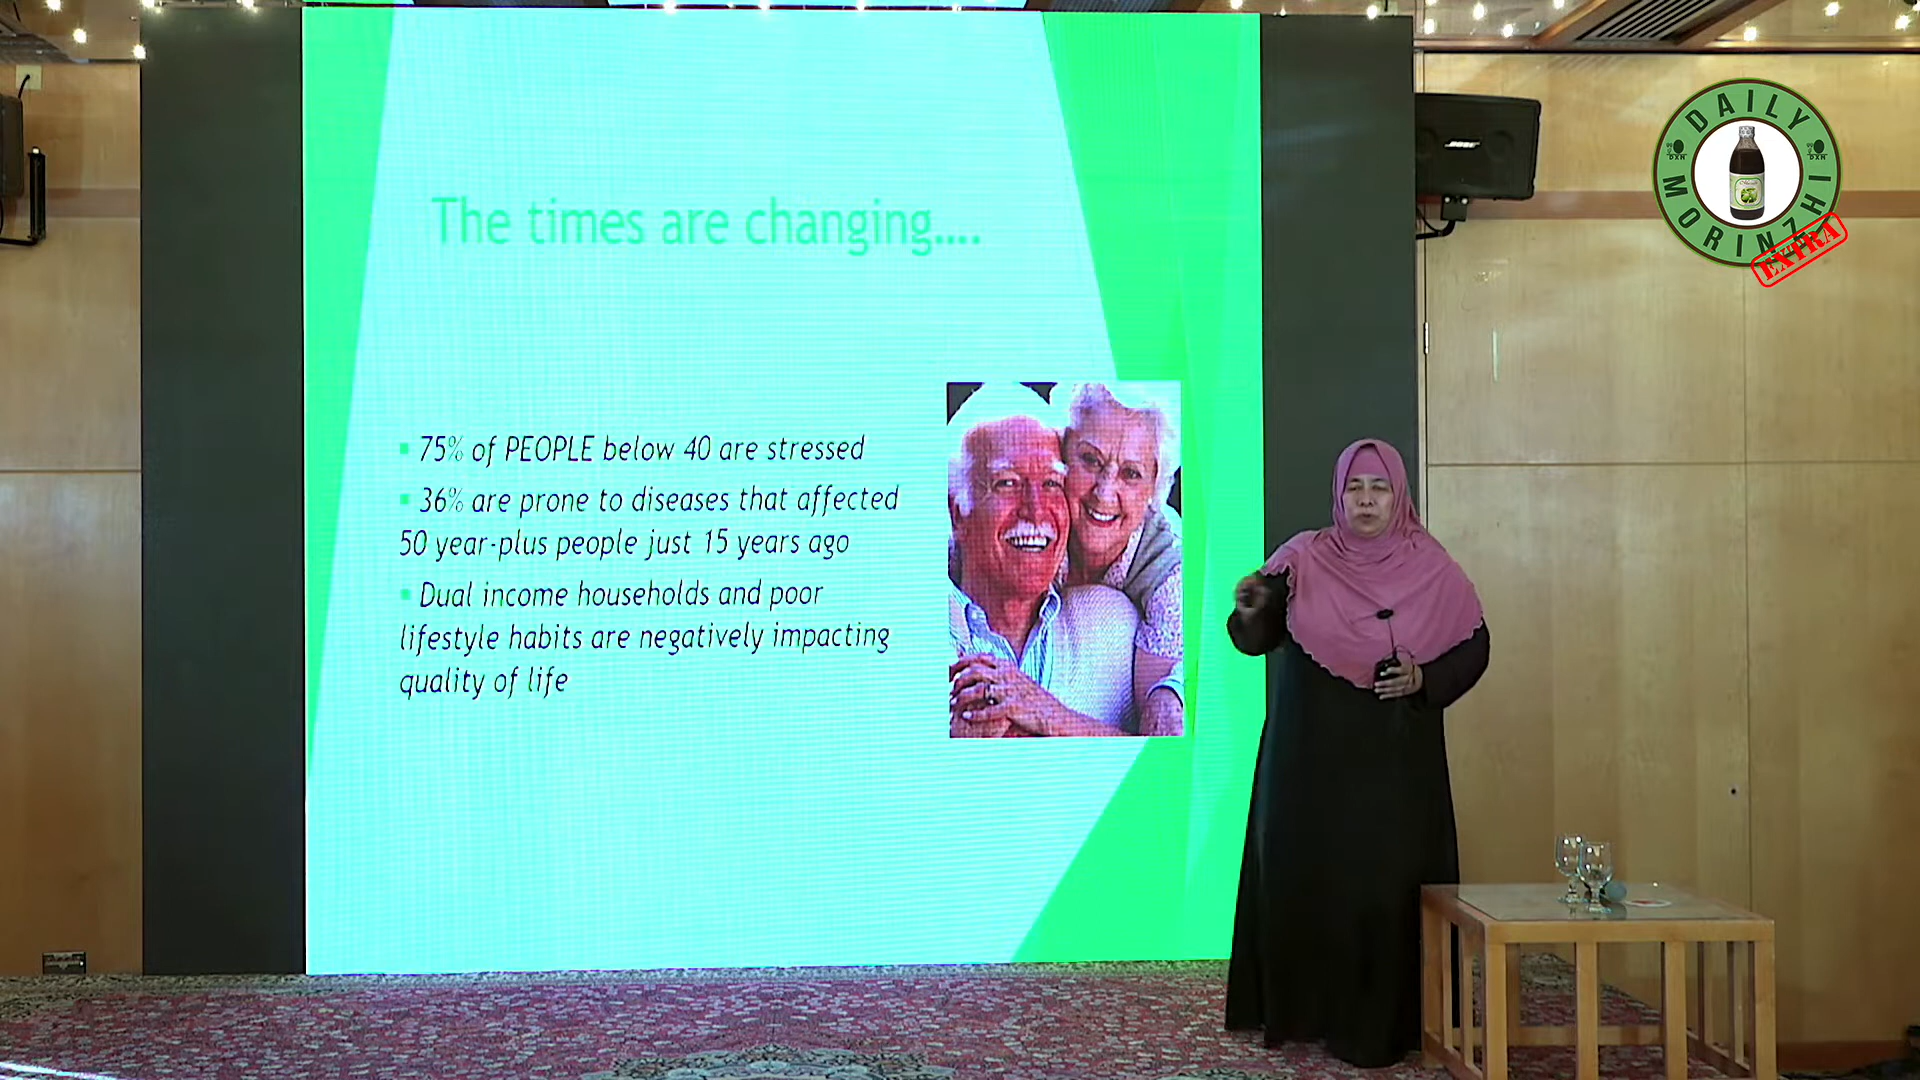 The times are changing....
75% of PEOPLE below 40 are stressed
36% are prone to diseases that affected
50 year-plus people just 15 years ago
Dual income households and poor
lifestyle habits are negatively impacting
quality of life
DAILY
DXN DXN
MORINZHI
EXTRA